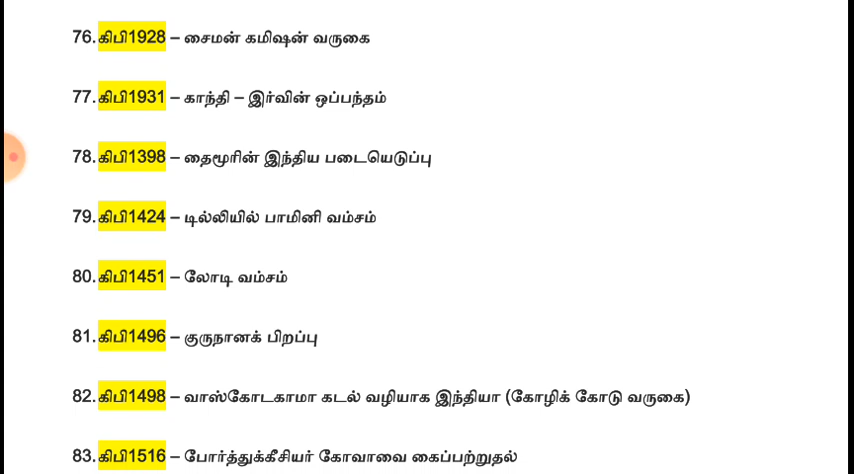 76. கிபி1928 – சைமன் கமிஷன் வருகை
77. கிபி1931 – காந்தி – இர்வின் ஒப்பந்தம்
78. கிபி1398 – தைமூரின் இந்திய படையெடுப்பு
79. கிபி1424 – டில்லியில் பாமினி வம்சம்
80. கிபி1451 – லோடி வம்சம்
81. கிபி1496 – குருநானக் பிறப்பு
82. கிபி1498 – வாஸ்கோடகாமா கடல் வழியாக இந்தியா (கோழிக் கோடு வருகை)
83. கிபி1516 – போர்த்துக்கீசியர் கோவாவை கைப்பற்றுதல்